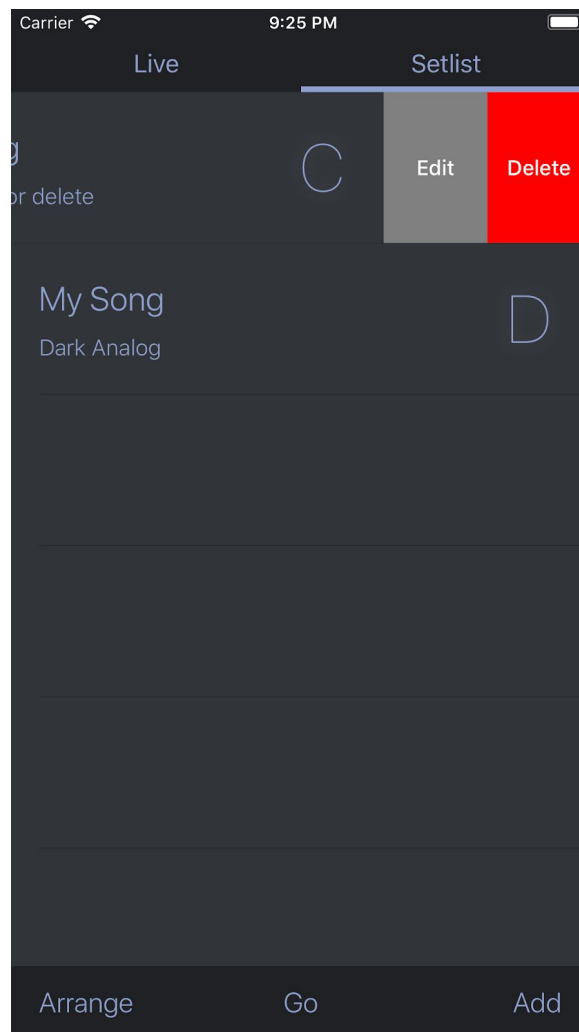 Carrier 9:25 PM
Live Setlist
g C Edit Delete
or delete
My Song
Dark Analog
D
Arrange Go Add